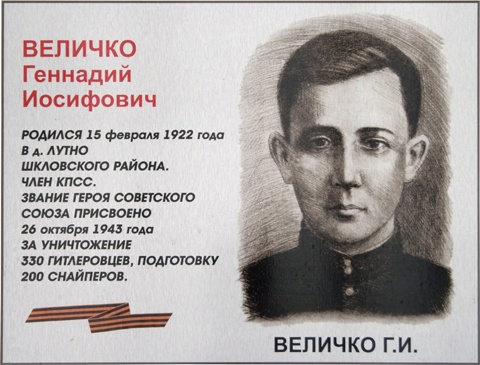 ВЕЛИЧКО
Геннадий
Иосифович
РОДИЛСЯ 15 февраля 1922 года
В д. ЛУТНО
ШКЛОВСКОГО РАЙОНА.
ЧЛЕН КПСС.
ЗВАНИЕ ГЕРОЯ СОВЕТСКОГО
СОЮЗА ПРИСВОЕНО
26 октября 1943 года
ЗА УНИЧТОЖЕНИЕ
330 ГИТЛЕРОВЦЕВ, ПОДГОТОВКУ
200 СНАЙПЕРОВ.
ВЕЛИЧКО Г.И.